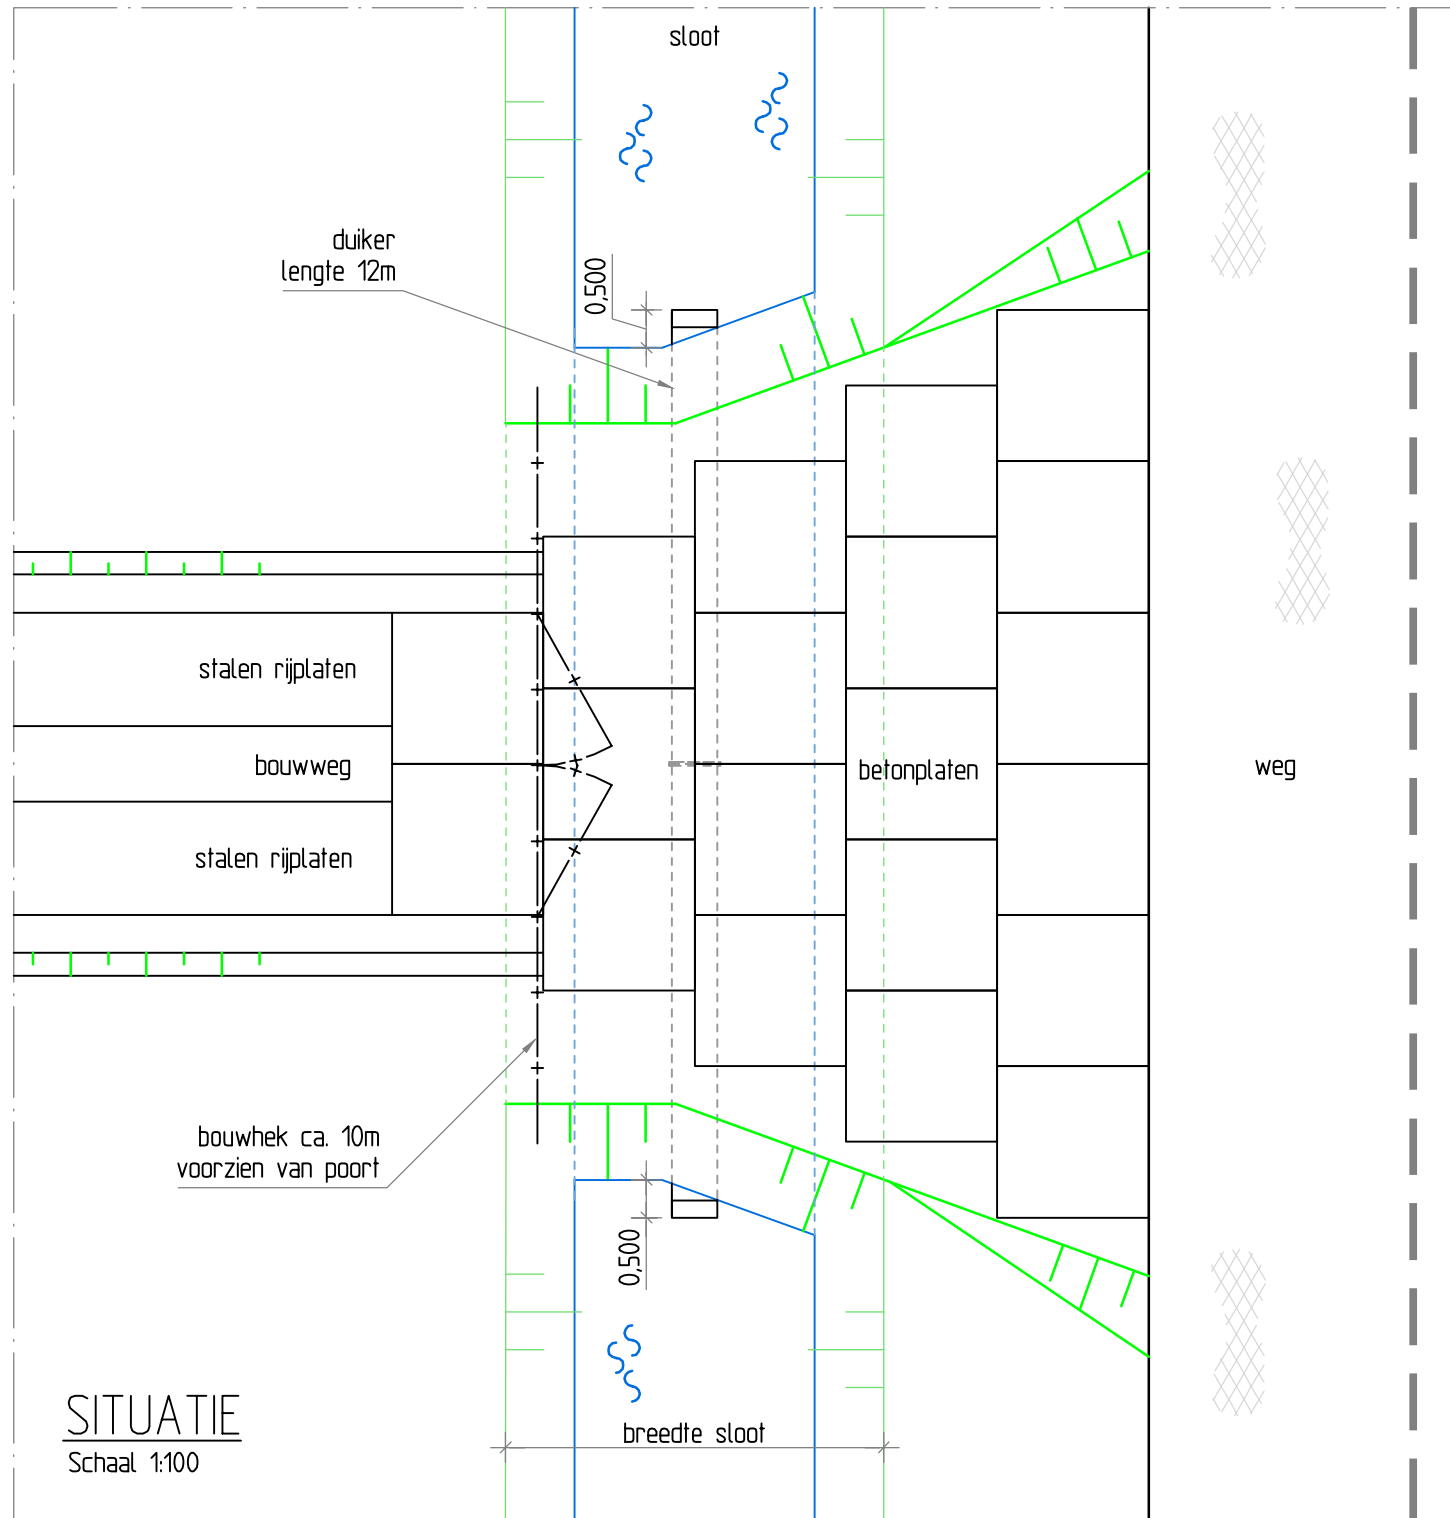 sloot
duiker
lengte 12m
0,500
stalen rijplaten
bouwweg
betonplaten
weg
stalen rijplaten
bouwhek ca. 10m
voorzien van poort
0,500
breedte sloot
SITUATIE
Schaal 1:100